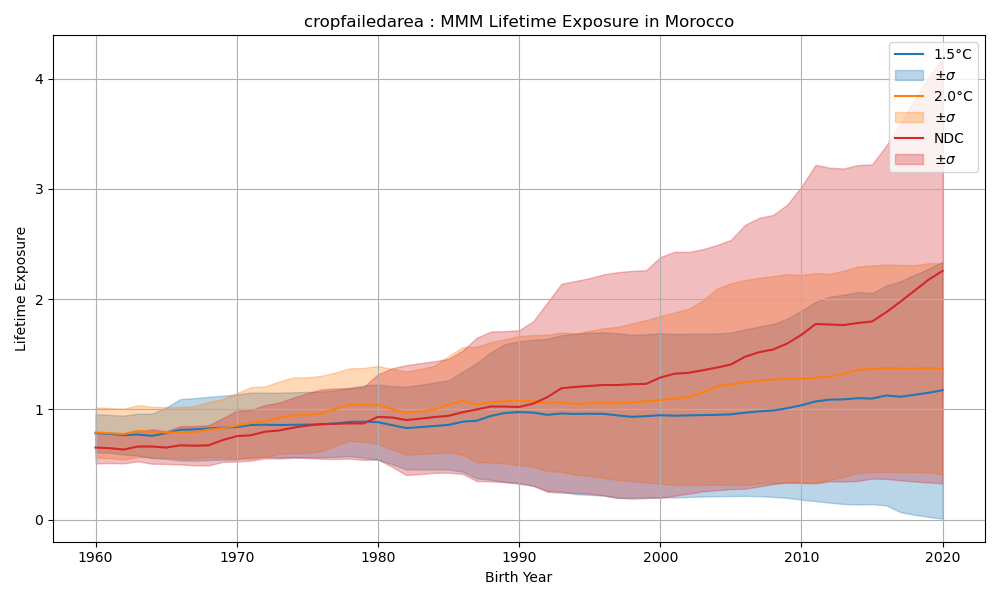 cropfailedarea : MMM Lifetime Exposure in Morocco
1.5°C
±σ
2.0°C
±σ
NDC
±σ
4
3
2
1
0
Lifetime Exposure
1960
1970
1980
1990
2000
2010
2020
Birth Year